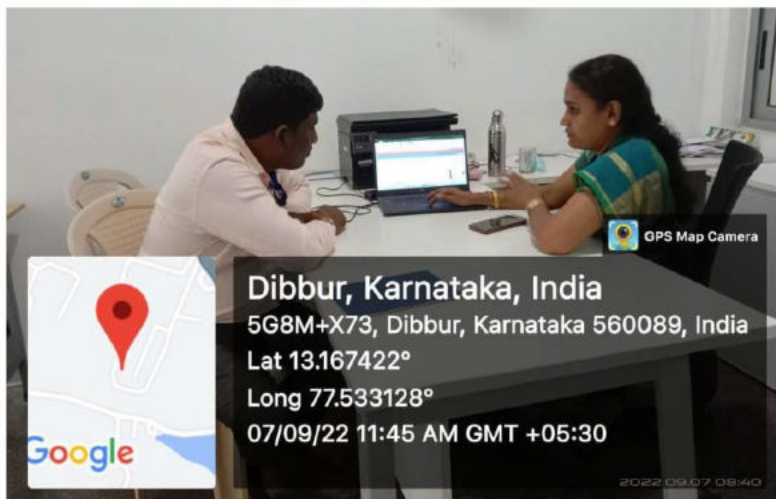 GPS Map Camera
Dibbur, Karnataka, India
5G8M+X73, Dibbur, Karnataka 560089, India
Lat 13.167422°
Long 77.533128°
07/09/22 11:45 AM GMT +05:30
Google
2022.09.07 08:40